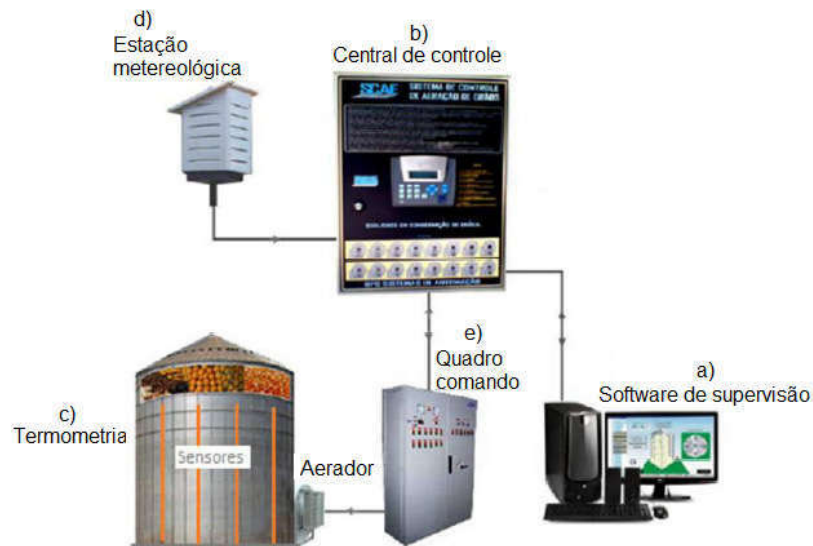 d)
Estação
metereológica
b)
Central de controle
SCAE
SISTEMA DE CONTROLE
DE AERAÇÃO DE GRÃOS
e)
Quadro
comando
a)
Software de supervisão
c)
Termometria
Sensores
Aerador